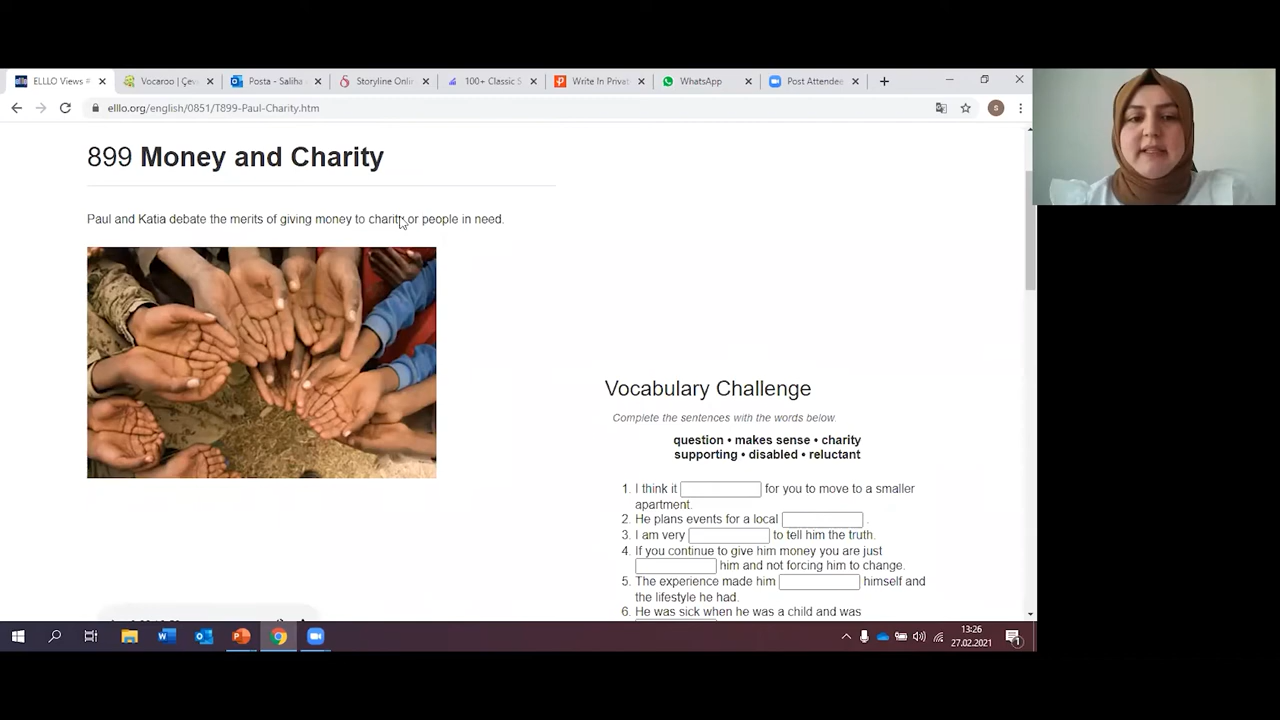 ELLLO Views #
Vocaroo | Çev
Posta - Saliha
Storyline Onli
100+ Classic S
Write In Privat
WhatsApp
Post Attendee
elllo.org/english/0851/T899-Paul-Charity.htm
S
899 Money and Charity
Paul and Katia debate the merits of giving money to charity or people in need.
Vocabulary Challenge
Complete the sentences with the words below.
question • makes sense • charity
supporting • disabled • reluctant
1. I think it for you to move to a smaller
apartment.
2. He plans events for a local .
3. I am very to tell him the truth.
4. If you continue to give him money you are just
him and not forcing him to change.
5. The experience made him himself and
the lifestyle he had.
6. He was sick when he was a child and was
13:26
27.02.2021